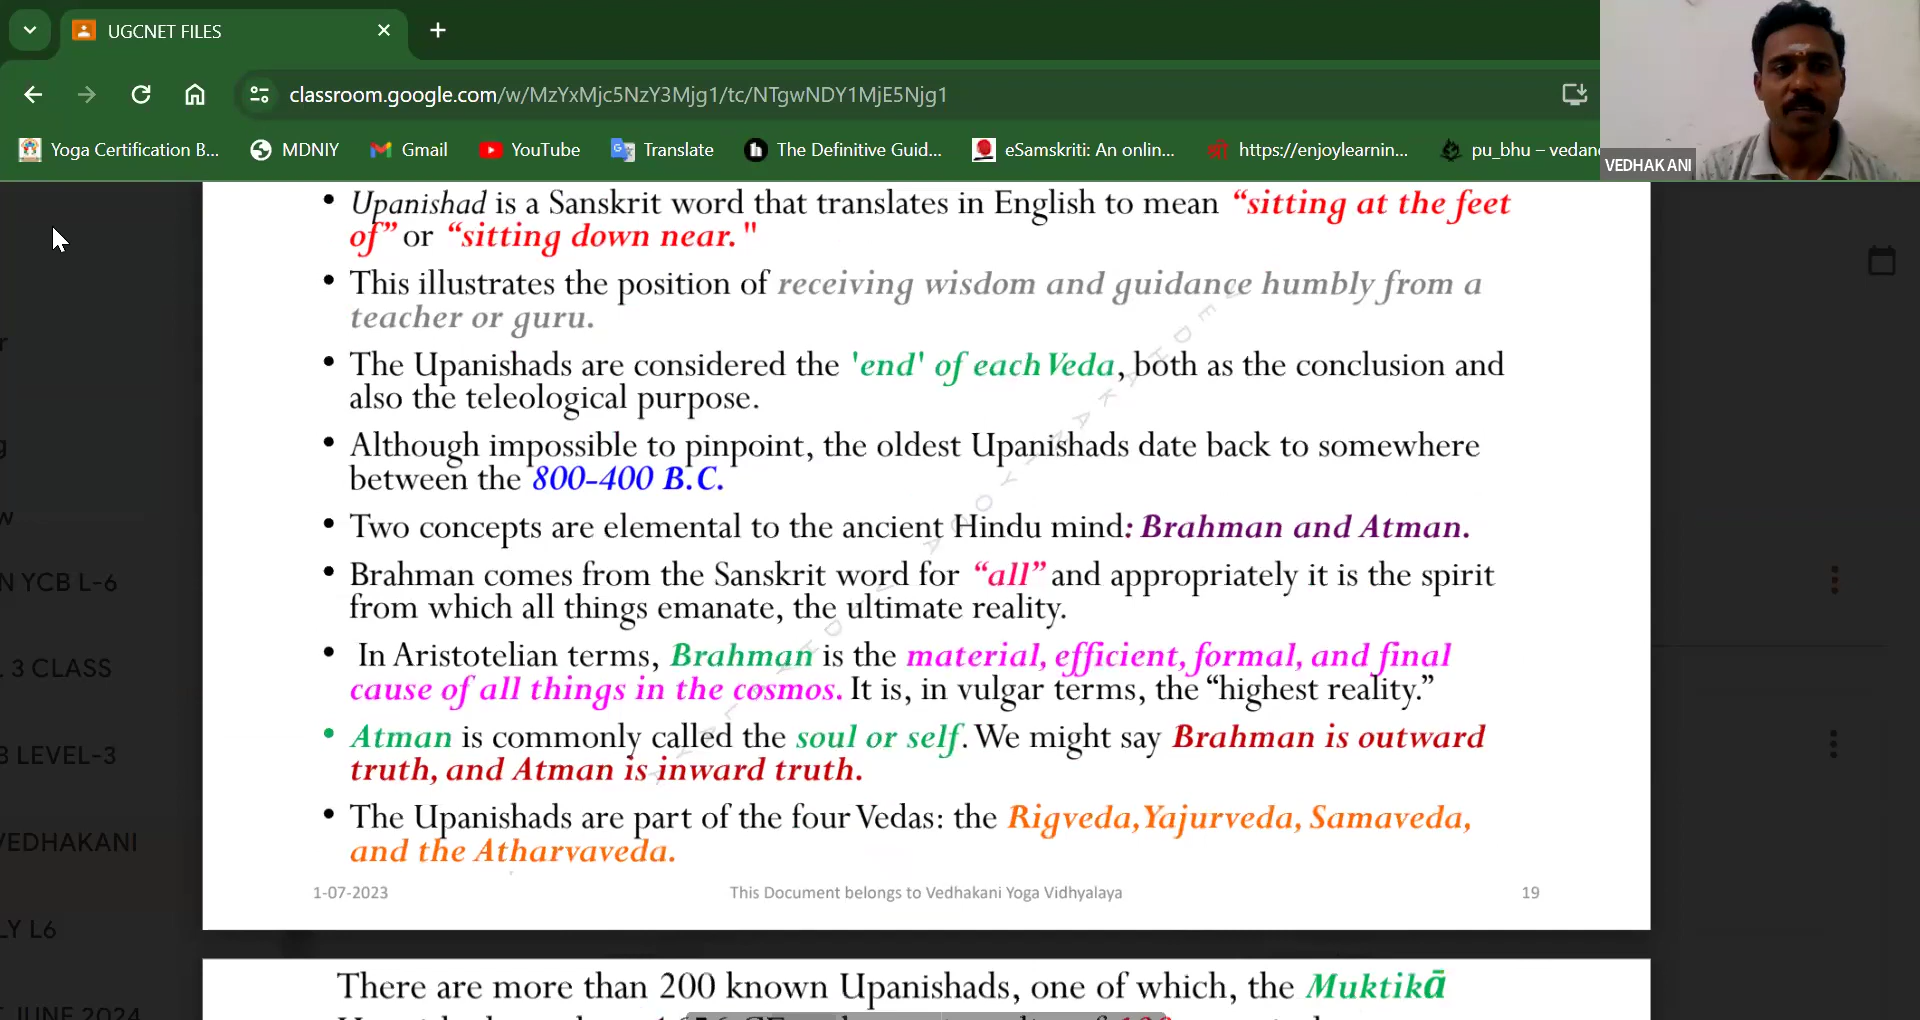 UGCNET FILES
classroom.google.com/w/MzYxMjc5NzY3Mjg1/tc/NTgwNDY1MjE5Njg1
Yoga Certification B... MDNIY Gmail YouTube Translate The Definitive Guid... eSamskriti: An onlin... https://enjoylearnin... pu_bhu – vedan
VEDHAKANI
• Upanishad is a Sanskrit word that translates in English to mean “sitting at the feet
of” or “sitting down near."
• This illustrates the position of receiving wisdom and guidance humbly from a
teacher or guru.
• The Upanishads are considered the 'end' of each Veda, both as the conclusion and
also the teleological purpose.
• Although impossible to pinpoint, the oldest Upanishads date back to somewhere
between the 800-400 B.C.
• Two concepts are elemental to the ancient Hindu mind: Brahman and Atman.
• Brahman comes from the Sanskrit word for “all” and appropriately it is the spirit
from which all things emanate, the ultimate reality.
• In Aristotelian terms, Brahman is the material, efficient, formal, and final
cause of all things in the cosmos. It is, in vulgar terms, the “highest reality.”
• Atman is commonly called the soul or self. We might say Brahman is outward
truth, and Atman is inward truth.
• The Upanishads are part of the four Vedas: the Rigveda, Yajurveda, Samaveda,
and the Atharvaveda.
1-07-2023 This Document belongs to Vedhakani Yoga Vidhyalaya 19
There are more than 200 known Upanishads, one of which, the Muktikā
N YCB L-6
L 3 CLASS
B LEVEL-3
VEDHAKANI
LY L6
T JUNE 2024